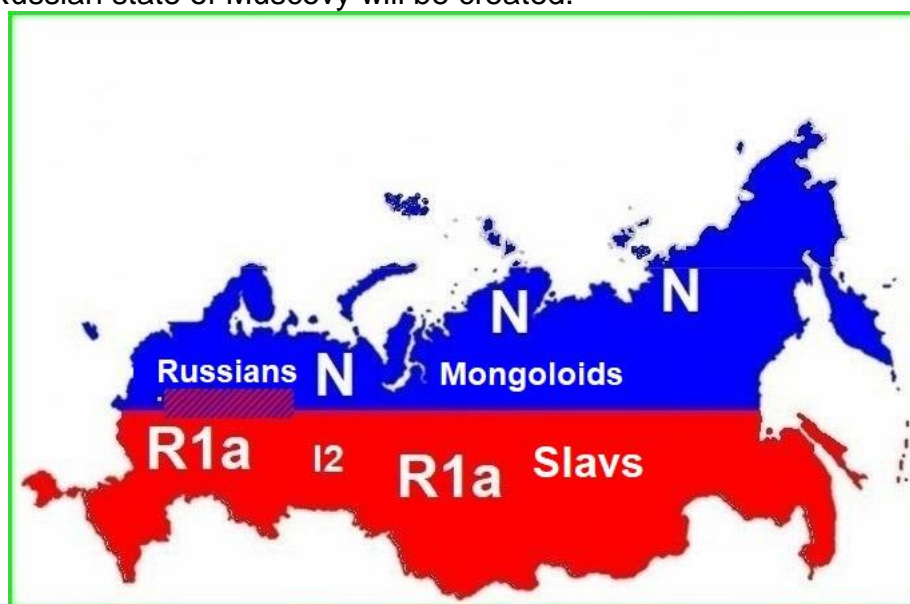 Russian state of Muscovy will be created.
N
N
Russians N Mongoloids
R1a I2 R1a Slavs